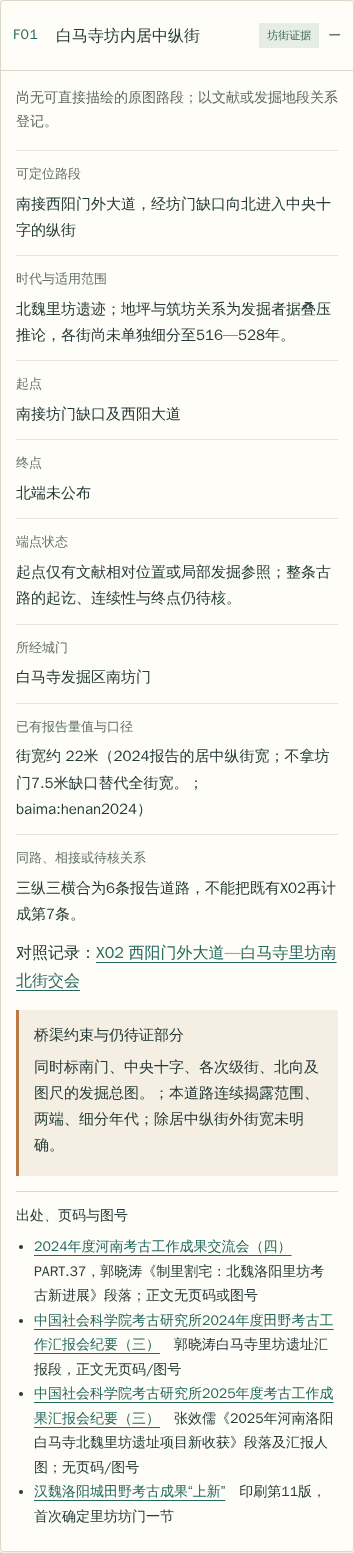 F01 白马寺坊内居中纵街 坊街证据 —
尚无可直接描绘的原图路段；以文献或发掘地段关系
登记。
可定位路段
南接西阳门外大道，经坊门缺口向北进入中央十
字的纵街
时代与适用范围
北魏里坊遗迹；地坪与筑坊关系为发掘者据叠压
推论，各街尚未单独细分至516—528年。
起点
南接坊门缺口及西阳大道
终点
北端未公布
端点状态
起点仅有文献相对位置或局部发掘参照；整条古
路的起讫、连续性与终点仍待核。
所经城门
白马寺发掘区南坊门
已有报告量值与口径
街宽约 22米（2024报告的居中纵街宽；不拿坊
门7.5米缺口替代全街宽。；
baima:henan2024）
同路、相接或待核关系
三纵三横合为6条报告道路，不能把既有X02再计
成第7条。
对照记录：X02 西阳门外大道—白马寺里坊南
北街交会
桥渠约束与仍待证部分
同时标南门、中央十字、各次级街、北向及
图尺的发掘总图。；本道路连续揭露范围、
两端、细分年代；除居中纵街外街宽未明
确。
出处、页码与图号
• 2024年度河南考古工作成果交流会（四）
PART.37，郭晓涛《制里割宅：北魏洛阳里坊考
古新进展》段落；正文无页码或图号
• 中国社会科学院考古研究所2024年度田野考古工
作汇报会纪要（三） 郭晓涛白马寺里坊遗址汇
报段，正文无页码/图号
• 中国社会科学院考古研究所2025年度考古工作成
果汇报会纪要（三） 张效儒《2025年河南洛阳
白马寺北魏里坊遗址项目新收获》段落及汇报人
图；无页码/图号
• 汉魏洛阳城田野考古成果“上新” 印刷第11版，
首次确定里坊坊门一节